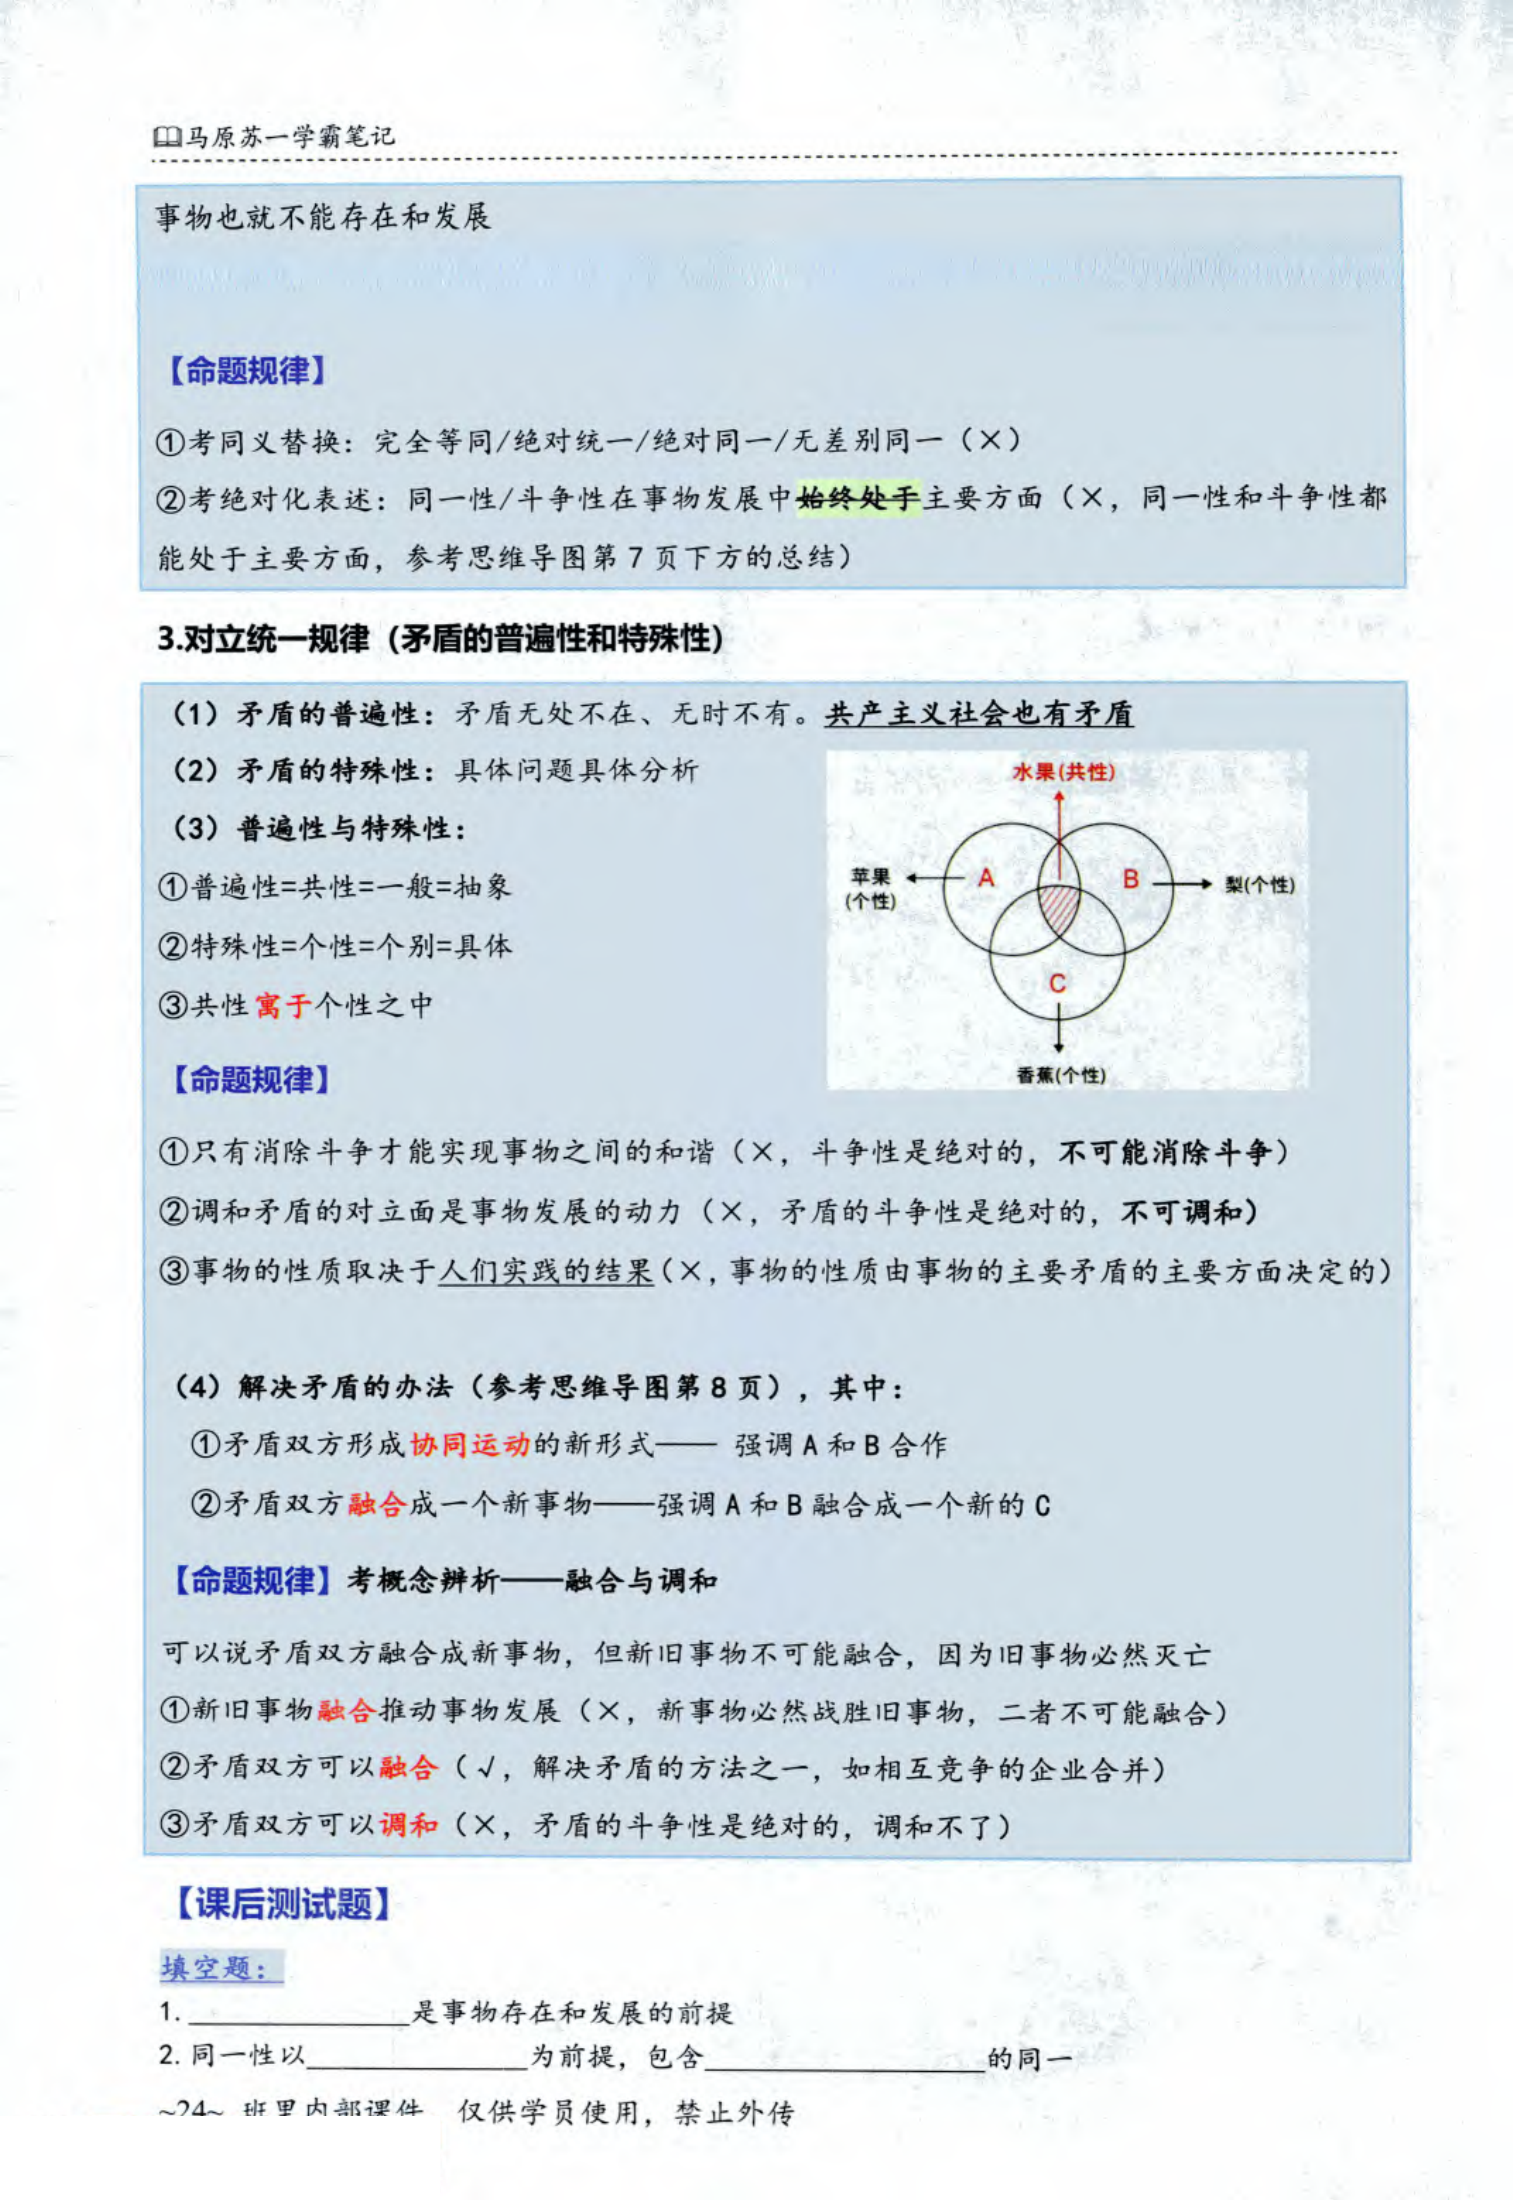 马原苏一学霸笔记
事物也就不能存在和发展
【命题规律】
①考同义替换：完全等同/绝对统一/绝对同一/无差别同一（×）
②考绝对化表述：同一性/斗争性在事物发展中始终处于主要方面（×，同一性和斗争性都
能处于主要方面，参考思维导图第 7 页下方的总结）
3.对立统一规律（矛盾的普遍性和特殊性）
（1）矛盾的普遍性：矛盾无处不在、无时不有。共产主义社会也有矛盾
（2）矛盾的特殊性：具体问题具体分析
（3）普遍性与特殊性：
①普遍性=共性=一般=抽象
②特殊性=个性=个别=具体
③共性寓于个性之中
水果(共性)
苹果
(个性)
A
B
梨(个性)
C
香蕉(个性)
【命题规律】
①只有消除斗争才能实现事物之间的和谐（×，斗争性是绝对的，不可能消除斗争）
②调和矛盾的对立面是事物发展的动力（×，矛盾的斗争性是绝对的，不可调和）
③事物的性质取决于人们实践的结果（×，事物的性质由事物的主要矛盾的主要方面决定的）
（4）解决矛盾的办法（参考思维导图第 8 页），其中：
①矛盾双方形成协同运动的新形式—— 强调 A 和 B 合作
②矛盾双方融合成一个新事物——强调 A 和 B 融合成一个新的 C
【命题规律】考概念辨析——融合与调和
可以说矛盾双方融合成新事物，但新旧事物不可能融合，因为旧事物必然灭亡
①新旧事物融合推动事物发展（×，新事物必然战胜旧事物，二者不可能融合）
②矛盾双方可以融合（√，解决矛盾的方法之一，如相互竞争的企业合并）
③矛盾双方可以调和（×，矛盾的斗争性是绝对的，调和不了）
【课后测试题】
填空题：
1.______________是事物存在和发展的前提
2.同一性以______________为前提，包含__________________的同一
~24~ 班里内部课件 仅供学员使用，禁止外传